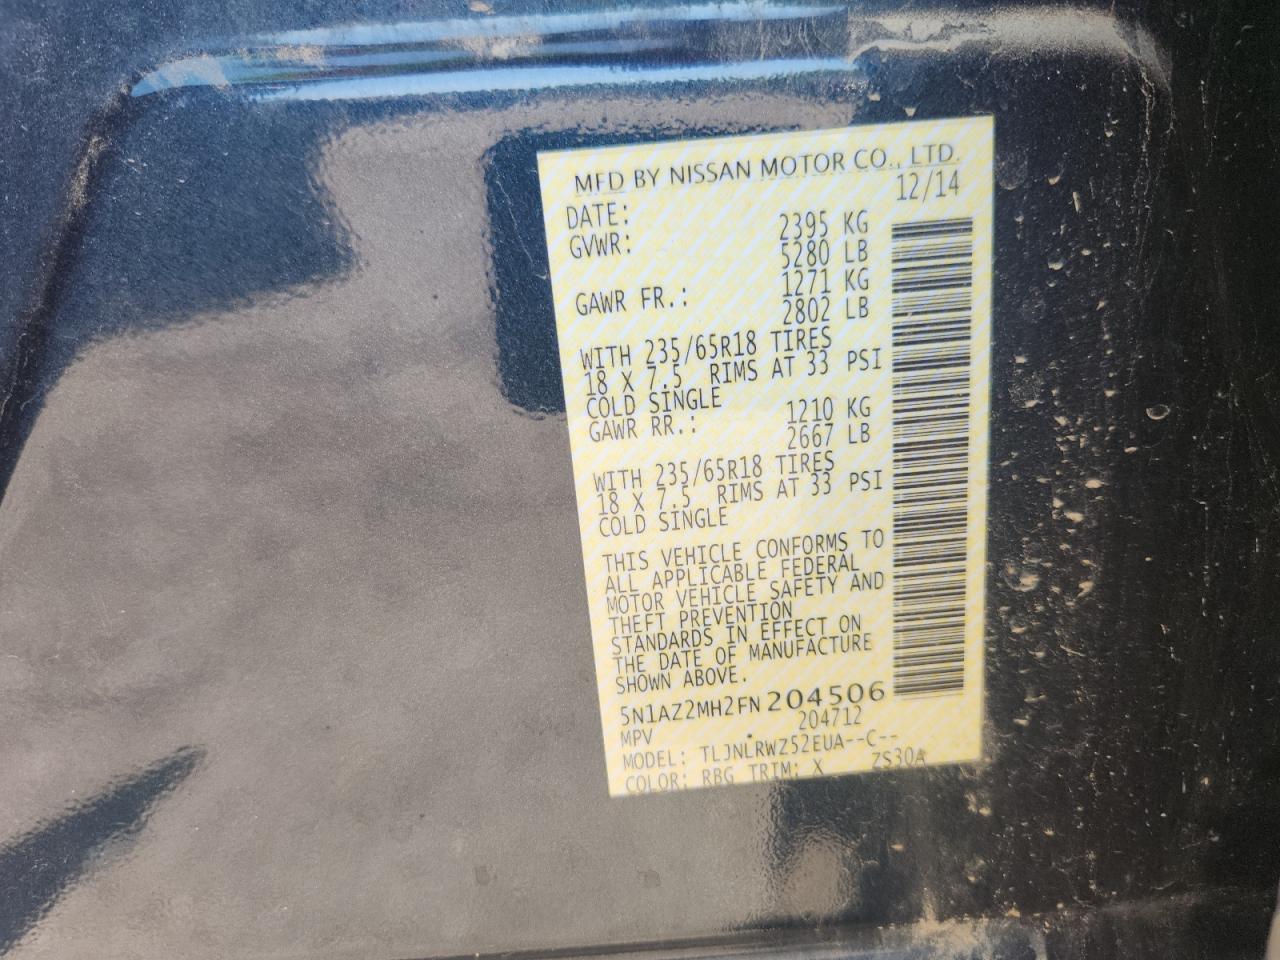 MFD BY NISSAN MOTOR CO., LTD.
DATE: 12/14
GVWR: 2395 KG
5280 LB
GAWR FR.: 1271 KG
2802 LB
WITH 235/65R18 TIRES
18 X 7.5 RIMS AT 33 PSI
COLD SINGLE
GAWR RR.: 1210 KG
2667 LB
WITH 235/65R18 TIRES
18 X 7.5 RIMS AT 33 PSI
COLD SINGLE
THIS VEHICLE CONFORMS TO
ALL APPLICABLE FEDERAL
MOTOR VEHICLE SAFETY AND
THEFT PREVENTION
STANDARDS IN EFFECT ON
THE DATE OF MANUFACTURE
SHOWN ABOVE.
5N1AZ2MH2FN204506
MPV 204712
MODEL: TLJNLRWZ52EUA--C--
COLOR: RBG TRIM: X ZS30A